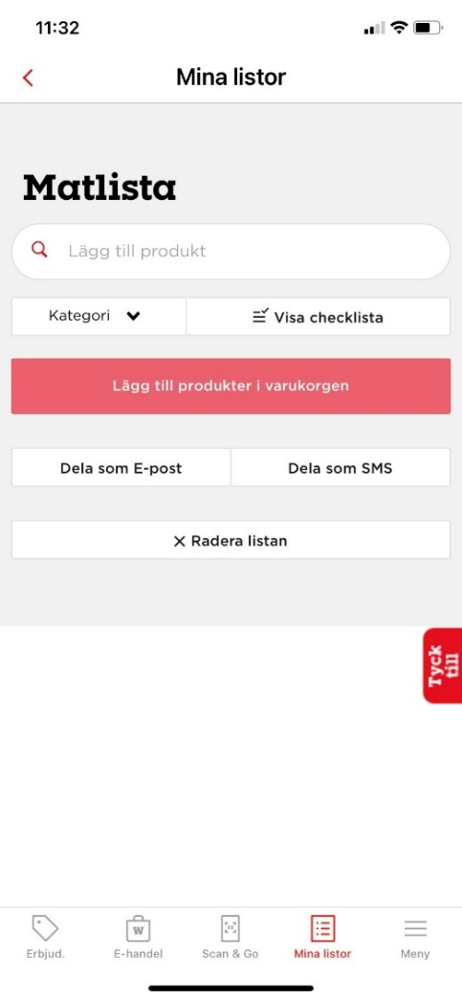 11:32
Mina listor
Matlista
Lägg till produkt
Kategori
Visa checklista
Lägg till produkter i varukorgen
Dela som E-post
Dela som SMS
Radera listan
Tyck
till
W
Erbjud.
E-handel
Scan & Go
Mina listor
Meny